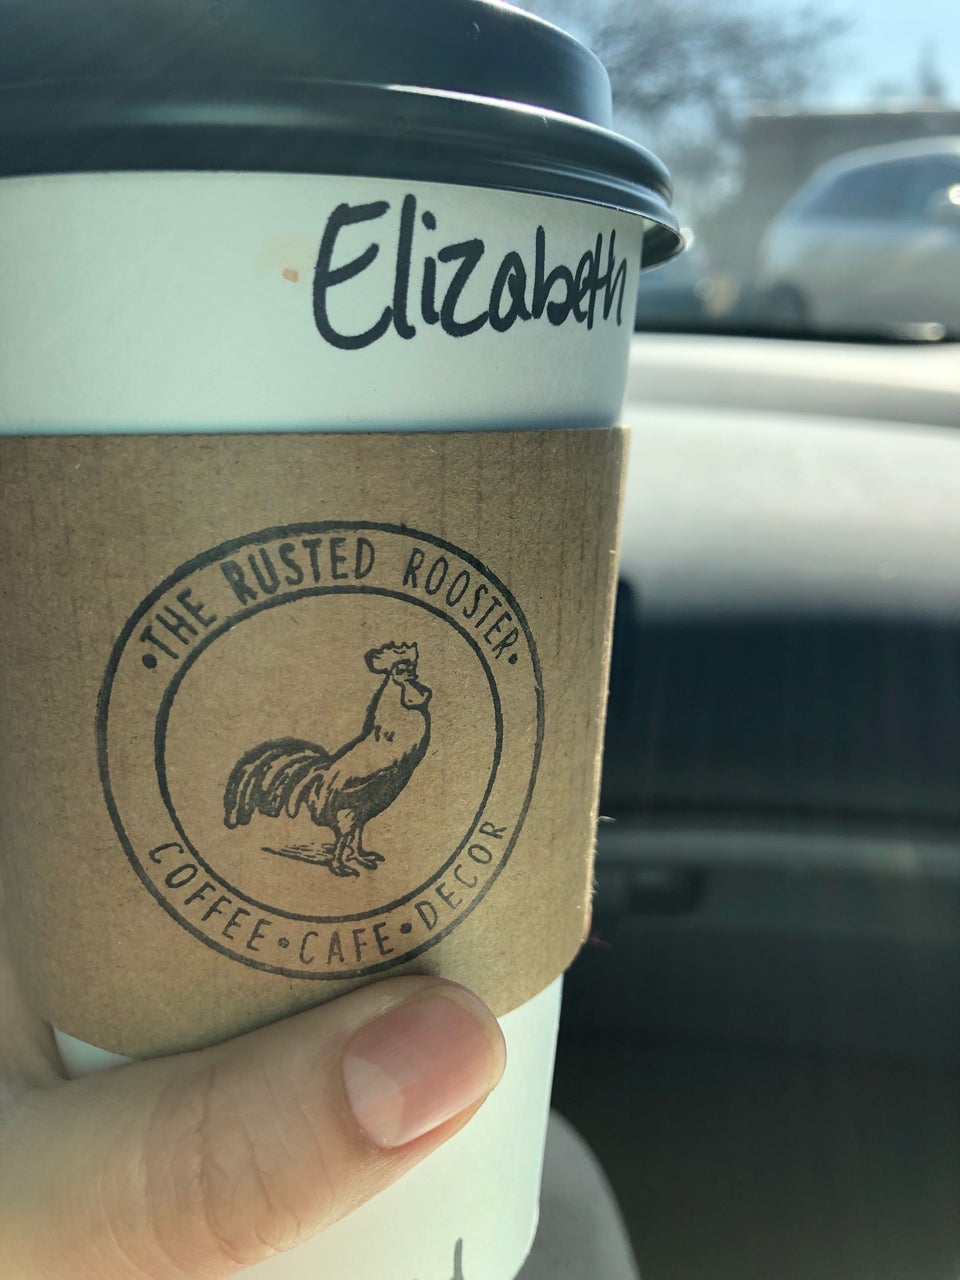 Elizabeth
• THE RUSTED ROOSTER •
COFFEE • CAFE • DECOR